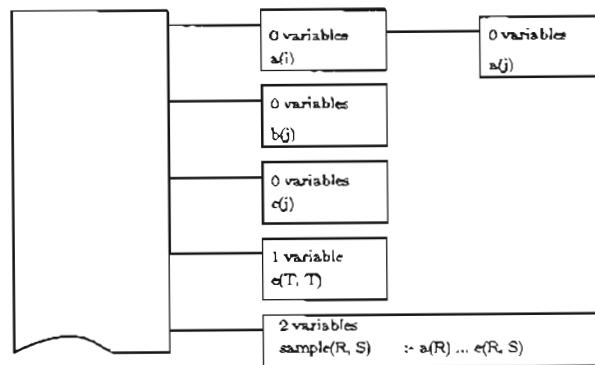 0 variables
a(i)
0 variables
a(j)
0 variables
b(j)
0 variables
c(j)
1 variable
e(T, T)
2 variables
sample(R, S) :- a(R) ... e(R, S)